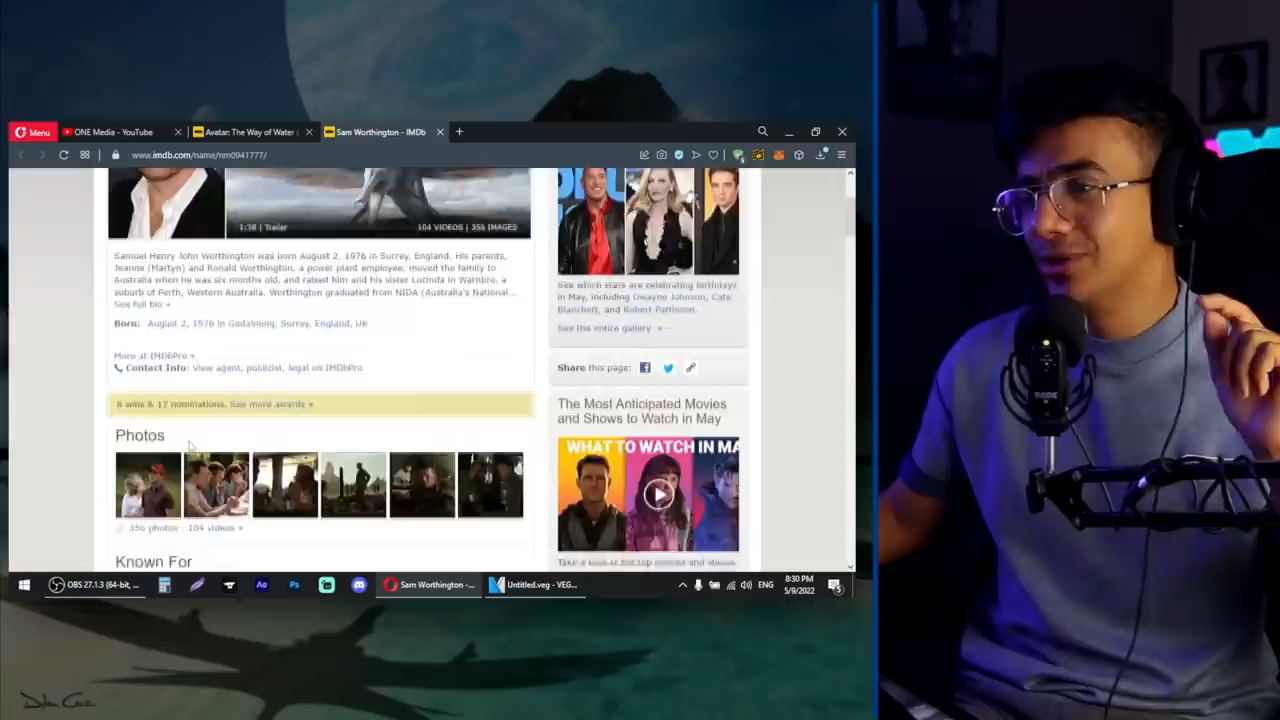 Menu
ONE Media - YouTube
Avatar: The Way of Water (
Sam Worthington - IMDb
www.imdb.com/name/nm0941777/
1:38 | Trailer
104 VIDEOS | 356 IMAGES
Samuel Henry John Worthington was born August 2, 1976 in Surrey, England. His parents,
Jeanne (Martyn) and Ronald Worthington, a power plant employee, moved the family to
Australia when he was six months old, and raised him and his sister Lucinda in Warnbro, a
suburb of Perth, Western Australia. Worthington graduated from NIDA (Australia's National...
See full bio »
Born: August 2, 1976 in Godalming, Surrey, England, UK
More at IMDbPro »
Contact Info: View agent, publicist, legal on IMDbPro
6 wins & 17 nominations. See more awards »
Photos
356 photos | 104 videos »
Known For
See which stars are celebrating birthdays
in May, including Dwayne Johnson, Cate
Blanchett, and Robert Pattinson.
See the entire gallery »
Share this page:
The Most Anticipated Movies
and Shows to Watch in May
WHAT TO WATCH IN MA
OBS 27.1.3 (64-bit, ...
Ae
Ps
Sam Worthington -...
Untitled.veg - VEG...
ENG
8:30 PM
5/9/2022
5
RODE